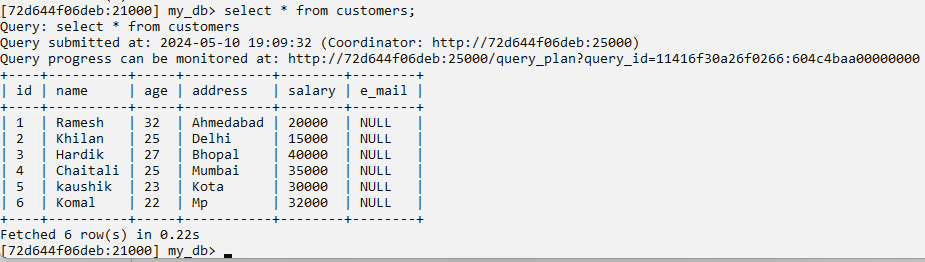 [72d644f06deb:21000] my_db> select * from customers;
Query: select * from customers
Query submitted at: 2024-05-10 19:09:32 (Coordinator: http://72d644f06deb:25000)
Query progress can be monitored at: http://72d644f06deb:25000/query_plan?query_id=11416f30a26f0266:604c4baa00000000
+----+----------+-----+-----------+--------+--------+
| id | name     | age | address   | salary | e_mail |
+----+----------+-----+-----------+--------+--------+
| 1  | Ramesh   | 32  | Ahmedabad | 20000  | NULL   |
| 2  | Khilan   | 25  | Delhi     | 15000  | NULL   |
| 3  | Hardik   | 27  | Bhopal    | 40000  | NULL   |
| 4  | Chaitali | 25  | Mumbai    | 35000  | NULL   |
| 5  | kaushik  | 23  | Kota      | 30000  | NULL   |
| 6  | Komal    | 22  | Mp        | 32000  | NULL   |
+----+----------+-----+-----------+--------+--------+
Fetched 6 row(s) in 0.22s
[72d644f06deb:21000] my_db>